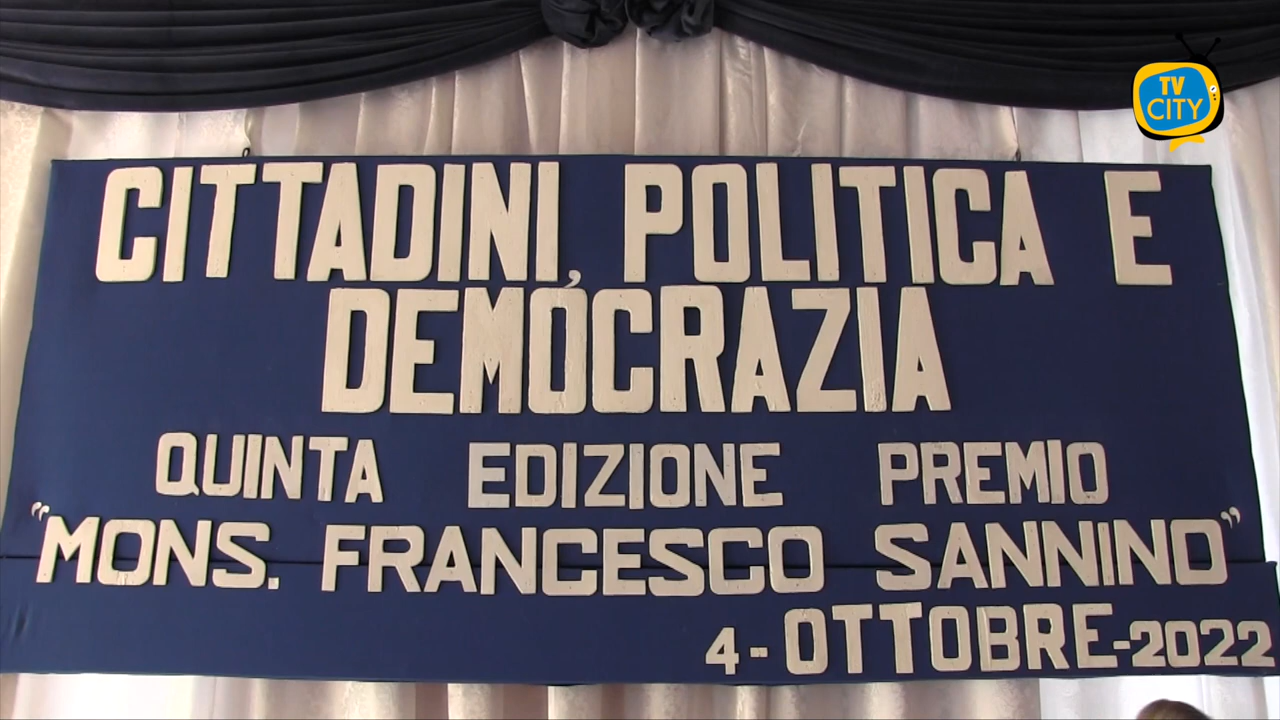 TV
CITY
CITTADINI, POLITICA E
DEMOCRAZIA
QUINTA EDIZIONE PREMIO
"MONS. FRANCESCO SANNINO"
4-OTTOBRE-2022